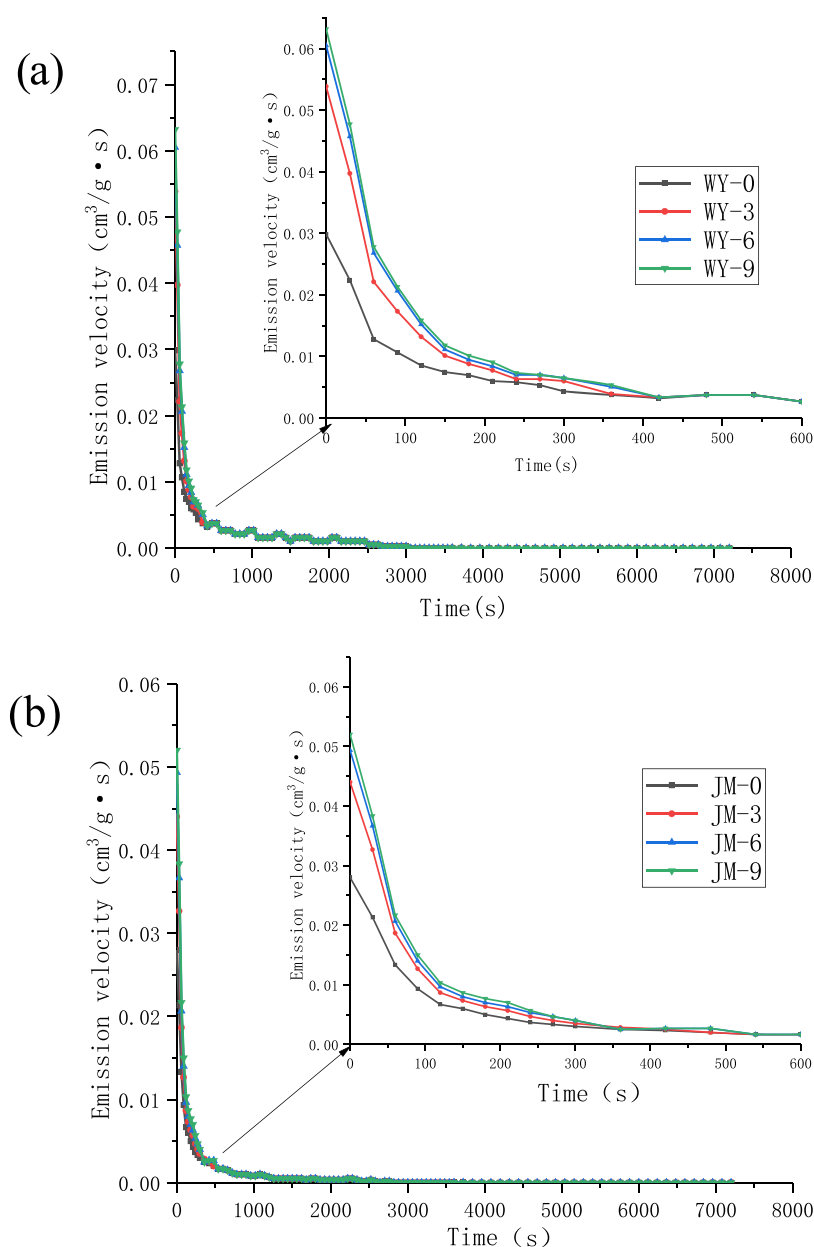 (a)
0.07
0.06
0.05
0.04
0.03
0.02
0.01
0.00
Emission velocity (cm³/g•s)
0 1000 2000 3000 4000 5000 6000 7000 8000
Time(s)
0.06
0.05
0.04
0.03
0.02
0.01
0.00
Emission velocity (cm³/g•s)
0 100 200 300 400 500 600
Time(s)
WY-0
WY-3
WY-6
WY-9
(b)
0.06
0.05
0.04
0.03
0.02
0.01
0.00
Emission velocity (cm³/g•s)
0 1000 2000 3000 4000 5000 6000 7000 8000
Time (s)
0.06
0.05
0.04
0.03
0.02
0.01
0.00
Emission velocity (cm³/g•s)
0 100 200 300 400 500 600
Time (s)
JM-0
JM-3
JM-6
JM-9